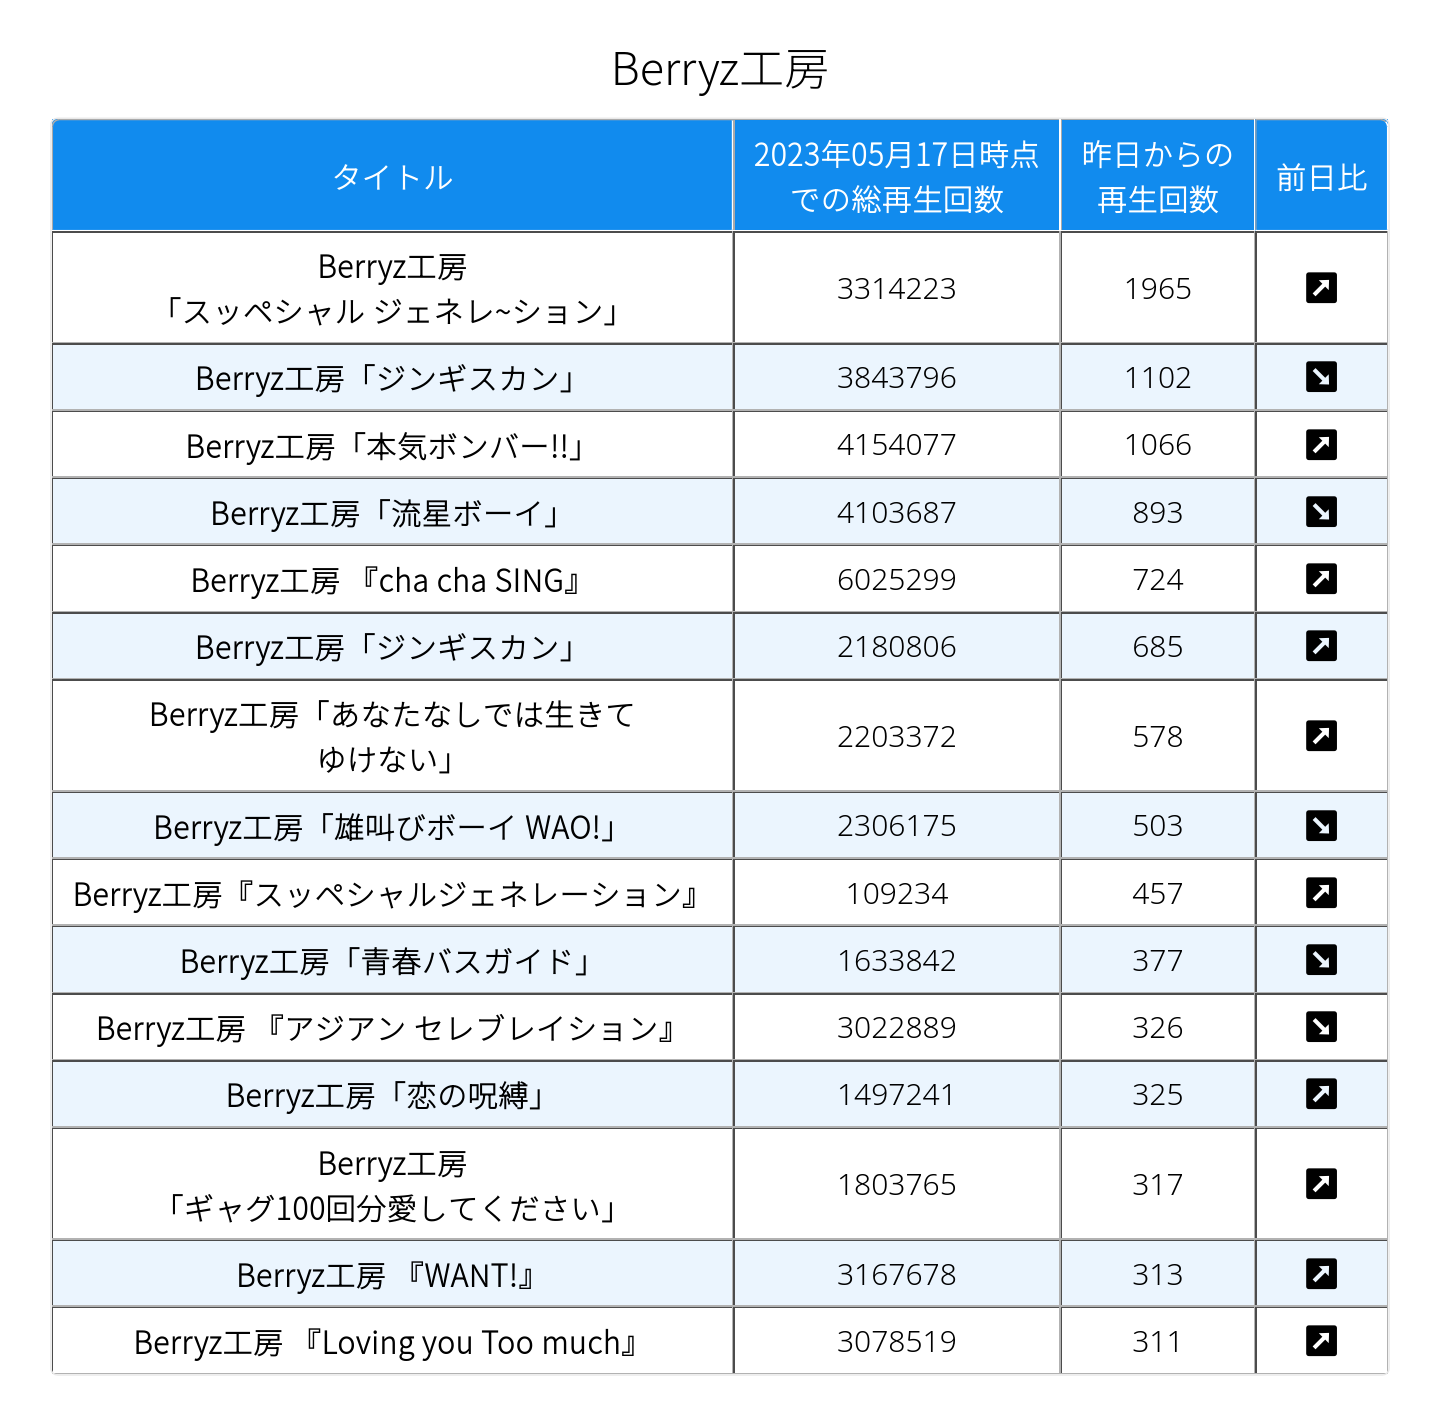 Berryz工房
タイトル
2023年05月17日時点
での総再生回数
昨日からの
再生回数
前日比
Berryz工房
「スッペシャル ジェネレ~ション」
3314223
1965
↗
Berryz工房「ジンギスカン」
3843796
1102
↘
Berryz工房「本気ボンバー!!」
4154077
1066
↗
Berryz工房「流星ボーイ」
4103687
893
↘
Berryz工房 『cha cha SING』
6025299
724
↗
Berryz工房「ジンギスカン」
2180806
685
↗
Berryz工房「あなたなしでは生きて
ゆけない」
2203372
578
↗
Berryz工房「雄叫びボーイ WAO!」
2306175
503
↘
Berryz工房『スッペシャルジェネレーション』
109234
457
↗
Berryz工房「青春バスガイド」
1633842
377
↘
Berryz工房 『アジアン セレブレイション』
3022889
326
↘
Berryz工房「恋の呪縛」
1497241
325
↗
Berryz工房
「ギャグ100回分愛してください」
1803765
317
↗
Berryz工房 『WANT!』
3167678
313
↗
Berryz工房 『Loving you Too much』
3078519
311
↗